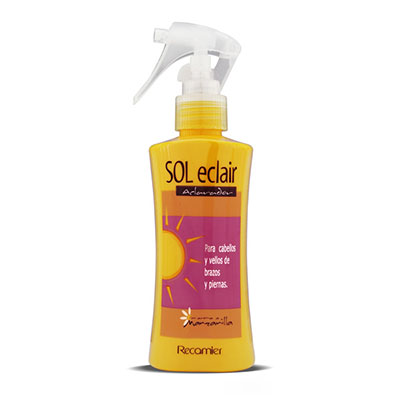 SOL eclair
Aclarador
Para cabellos
y vellos de
brazos
y piernas.
Manzanilla
Recamier